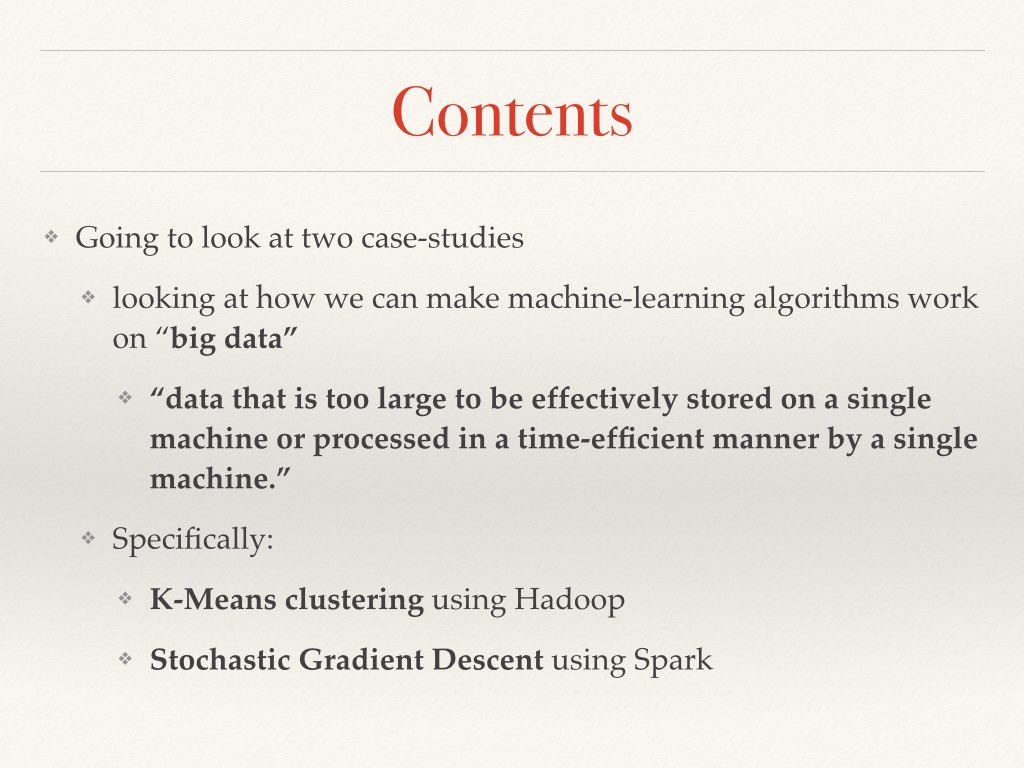 Contents
Going to look at two case-studies
looking at how we can make machine-learning algorithms work
on “big data”
“data that is too large to be effectively stored on a single
machine or processed in a time-efficient manner by a single
machine.”
Specifically:
K-Means clustering using Hadoop
Stochastic Gradient Descent using Spark